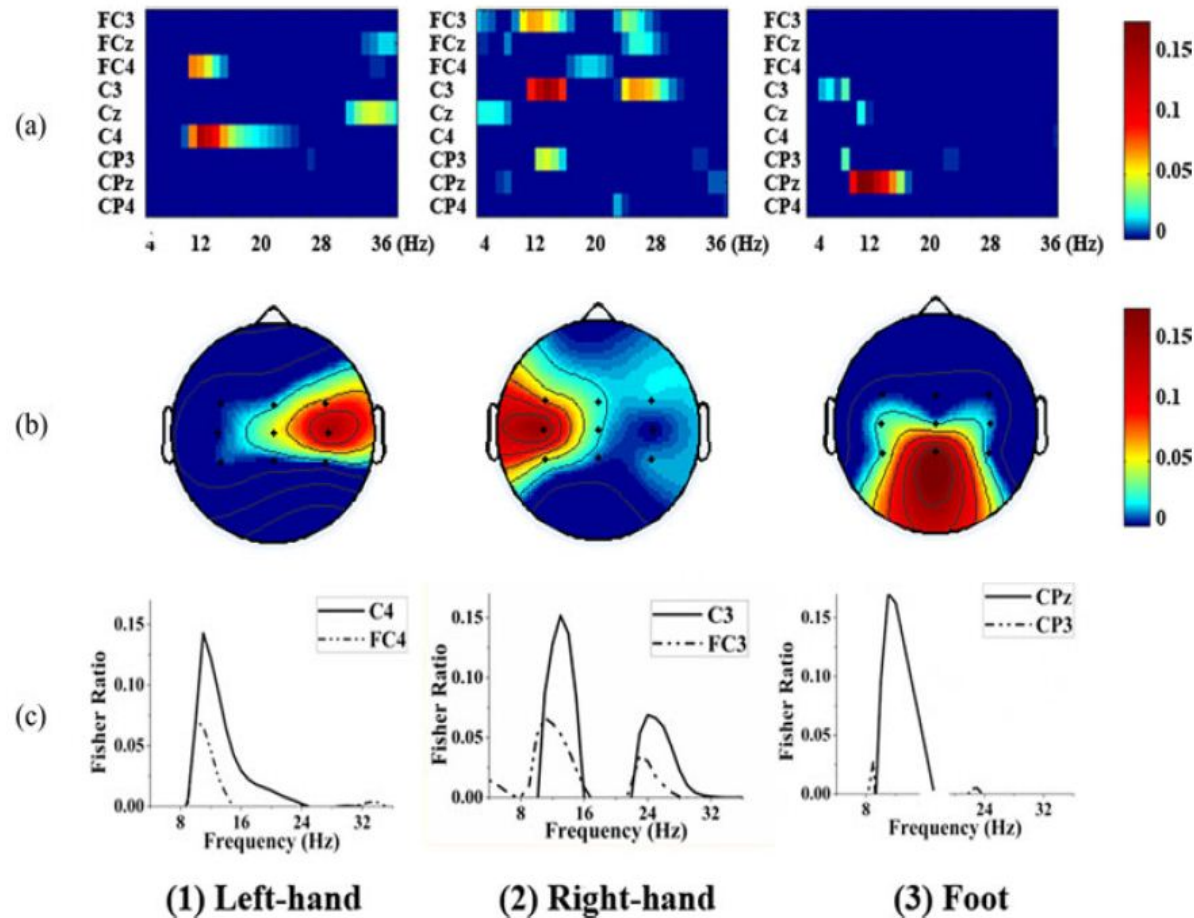 (a)
FC3
FCz
FC4
C3
Cz
C4
CP3
CPz
CP4
4 12 20 28 36 (Hz)
FC3
FCz
FC4
C3
Cz
C4
CP3
CPz
CP4
4 12 20 28 36 (Hz)
FC3
FCz
FC4
C3
Cz
C4
CP3
CPz
CP4
4 12 20 28 36 (Hz)
0.15
0.1
0.05
0
(b)
0.15
0.1
0.05
0
(c)
Fisher Ratio
0.15
0.10
0.05
0.00
C4
FC4
8 16 24 32
Frequency (Hz)
Fisher Ratio
0.15
0.10
0.05
0.00
C3
FC3
8 16 24 32
Frequency (Hz)
Fisher Ratio
0.15
0.10
0.05
0.00
CPz
CP3
8 16 24 32
Frequency (Hz)
(1) Left-hand
(2) Right-hand
(3) Foot